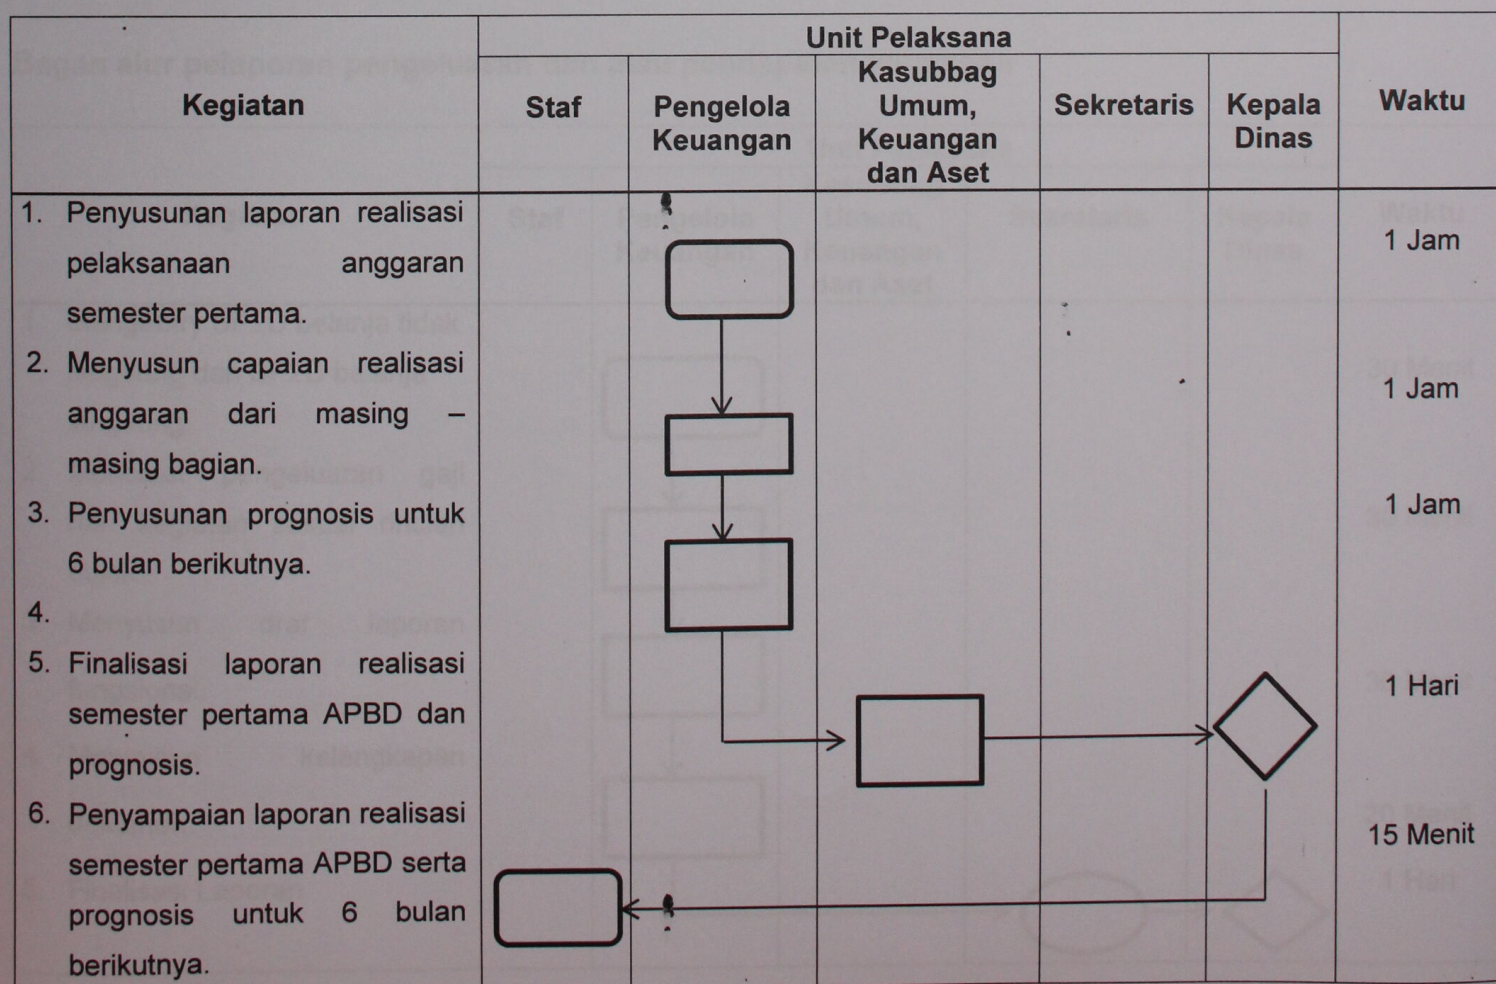 Unit Pelaksana
Kegiatan
Staf
Pengelola
Keuangan
Kasubbag
Umum,
Keuangan
dan Aset
Sekretaris
Kepala
Dinas
Waktu
1. Penyusunan laporan realisasi
pelaksanaan anggaran
semester pertama.
1 Jam
2. Menyusun capaian realisasi
anggaran dari masing –
masing bagian.
1 Jam
3. Penyusunan prognosis untuk
6 bulan berikutnya.
1 Jam
4.
5. Finalisasi laporan realisasi
semester pertama APBD dan
prognosis.
1 Hari
6. Penyampaian laporan realisasi
semester pertama APBD serta
prognosis untuk 6 bulan
berikutnya.
15 Menit